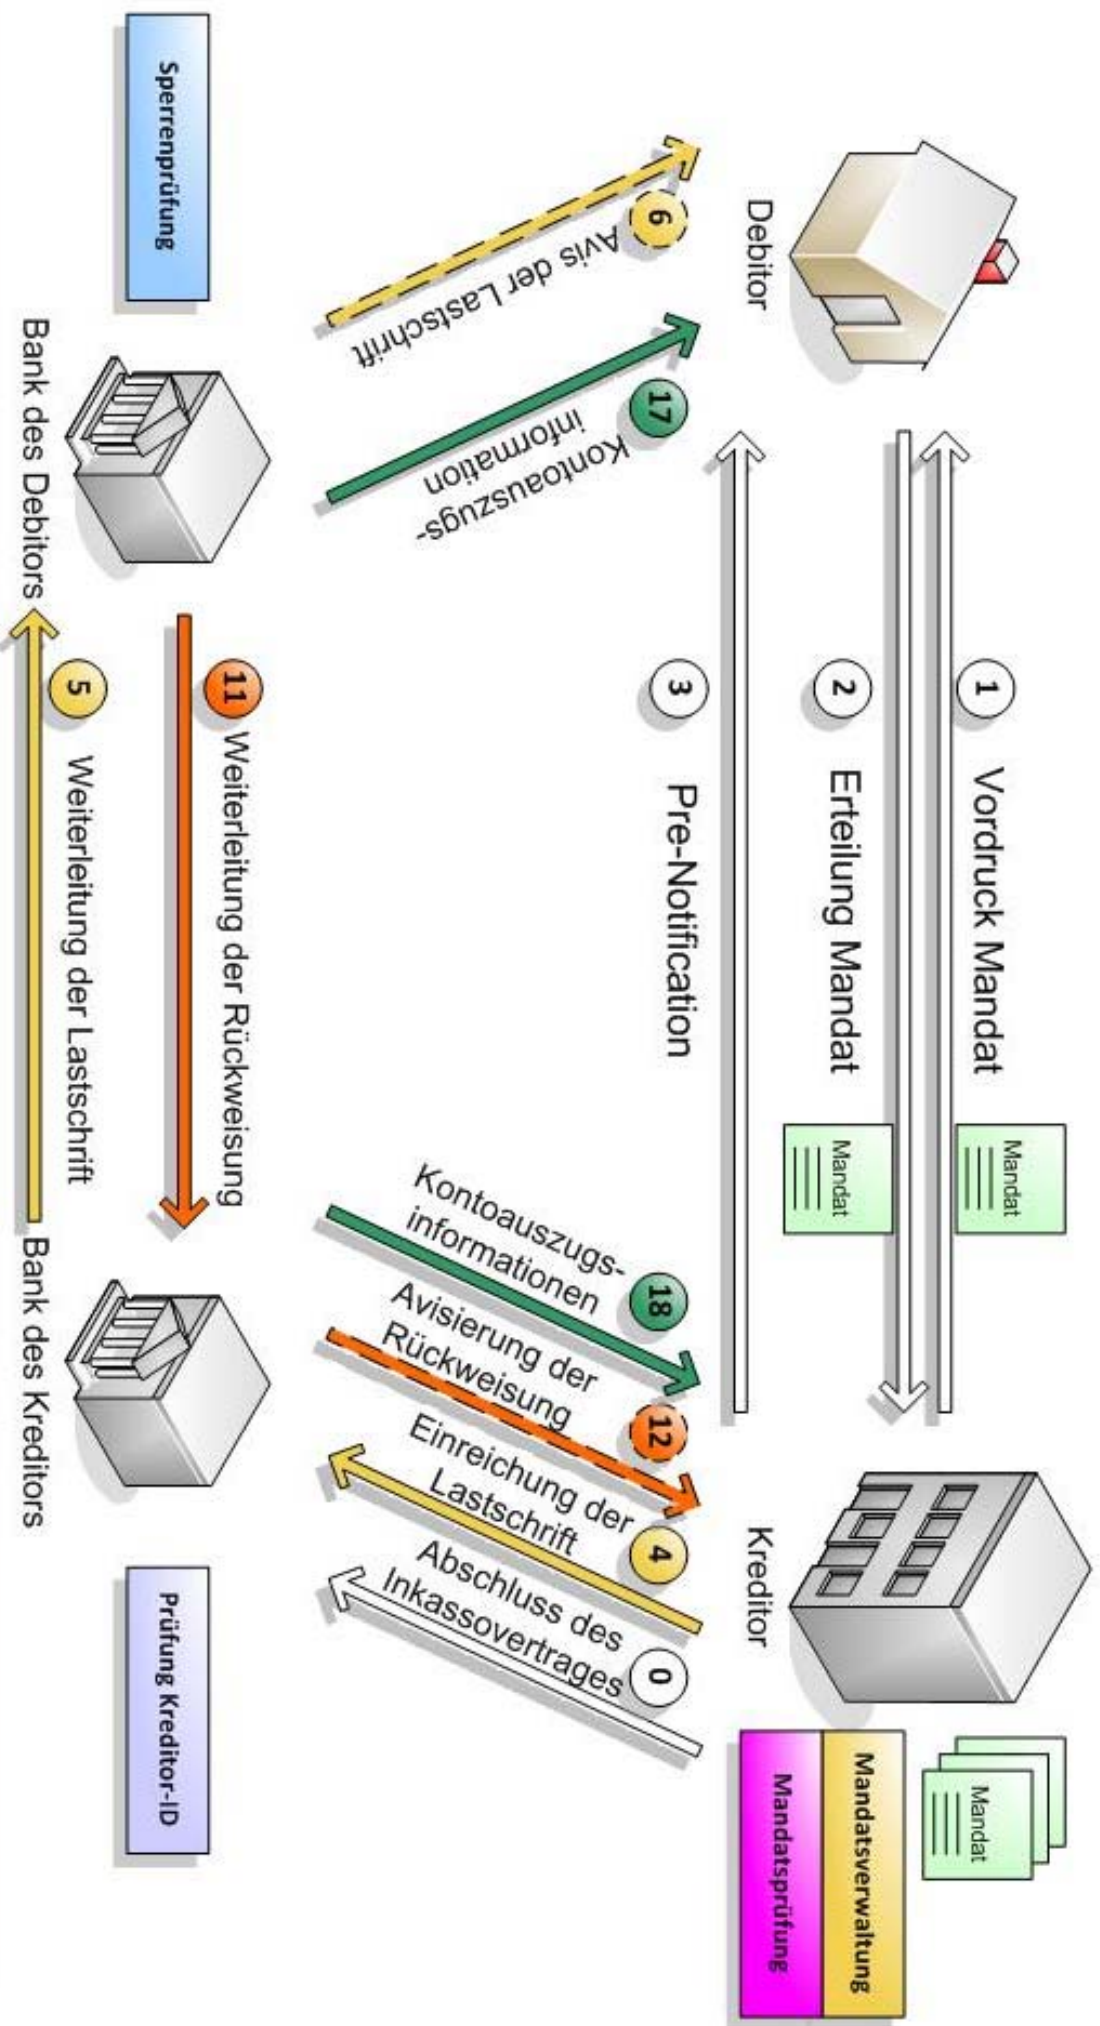 Mandat
1
Vordruck Mandat
2
Erteilung Mandat
Mandat
Mandat
Mandatsverwaltung
Mandatsprüfung
Debitor
3
Pre-Notification
Kreditor
6
Avis der Lastschrift
17
Kontoauszugs-
information
18
Kontoauszugs-
informationen
12
Avisierung der
Rückweisung
4
Einreichung der
Lastschrift
0
Abschluss des
Inkassovertrages
Sperrenprüfung
11
Weiterleitung der Rückweisung
Prüfung Kreditor-ID
Bank des Debitors
5
Weiterleitung der Lastschrift
Bank des Kreditors